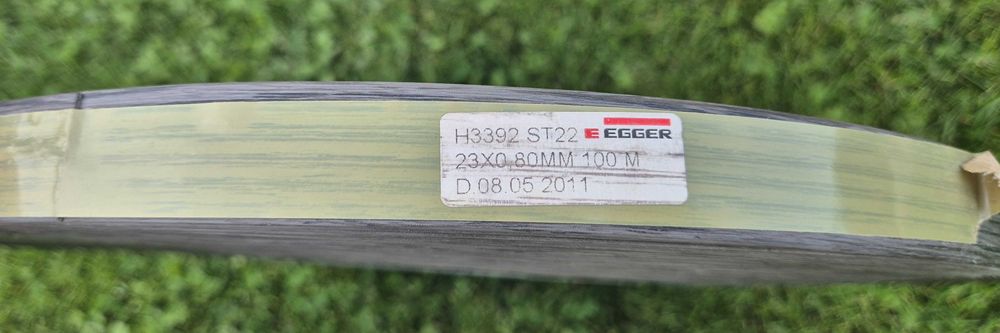 H3392 ST22 E EGGER
23X0,80MM 100 M
D.08.05 2011